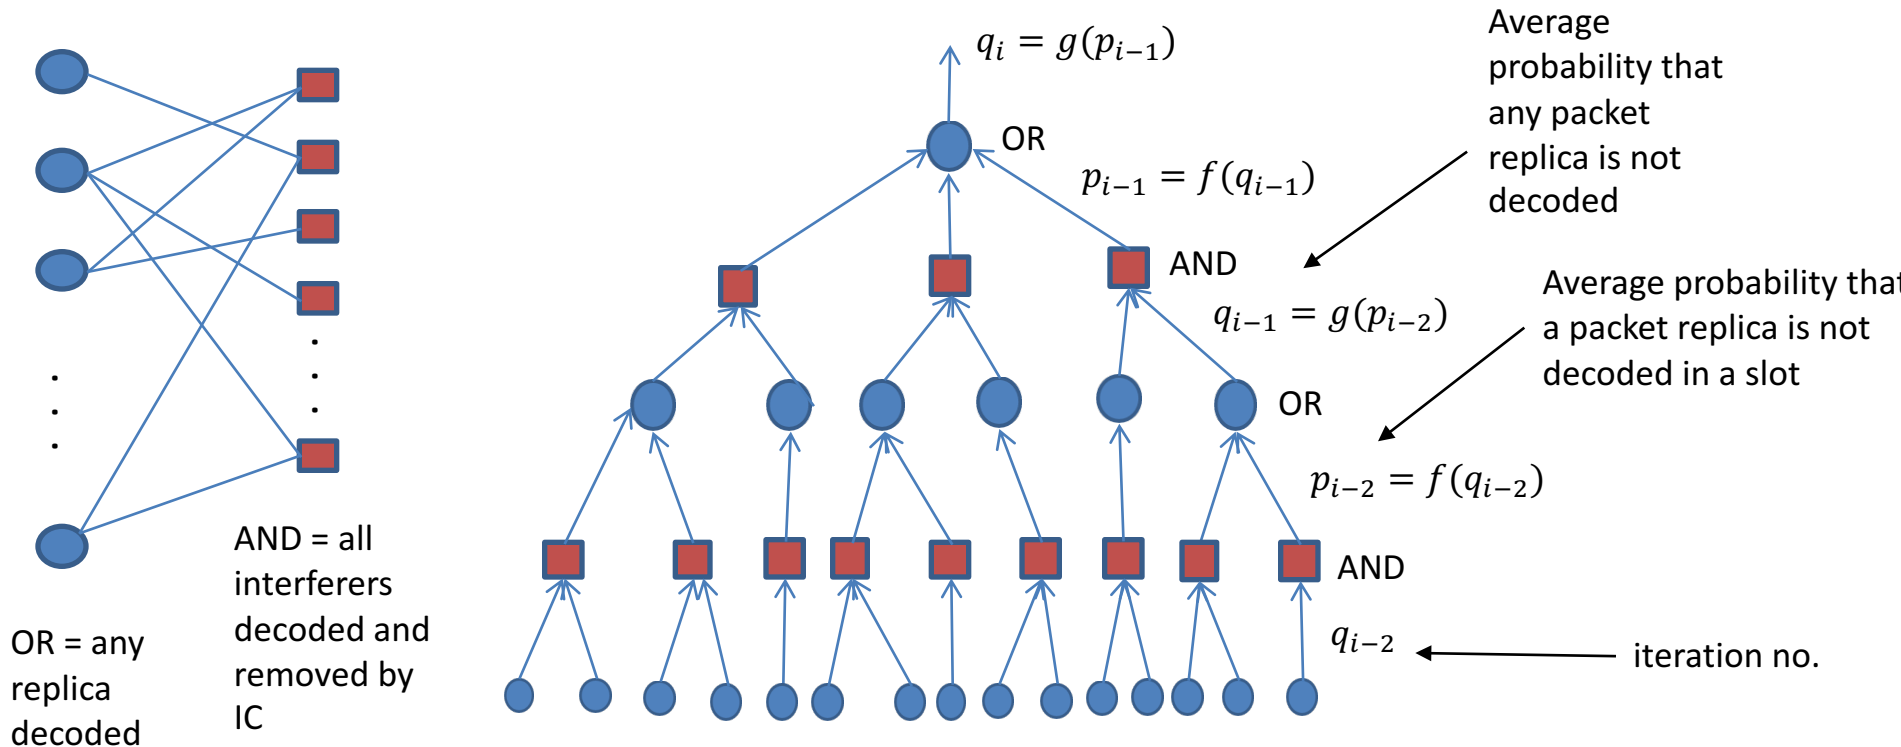 q_i = g(p_{i−1})
OR
p_{i−1} = f(q_{i−1})
AND
q_{i−1} = g(p_{i−2})
OR
p_{i−2} = f(q_{i−2})
AND
q_{i−2}
iteration no.
Average
probability that
any packet
replica is not
decoded
Average probability that
a packet replica is not
decoded in a slot
AND = all
interferers
decoded and
removed by
IC
OR = any
replica
decoded